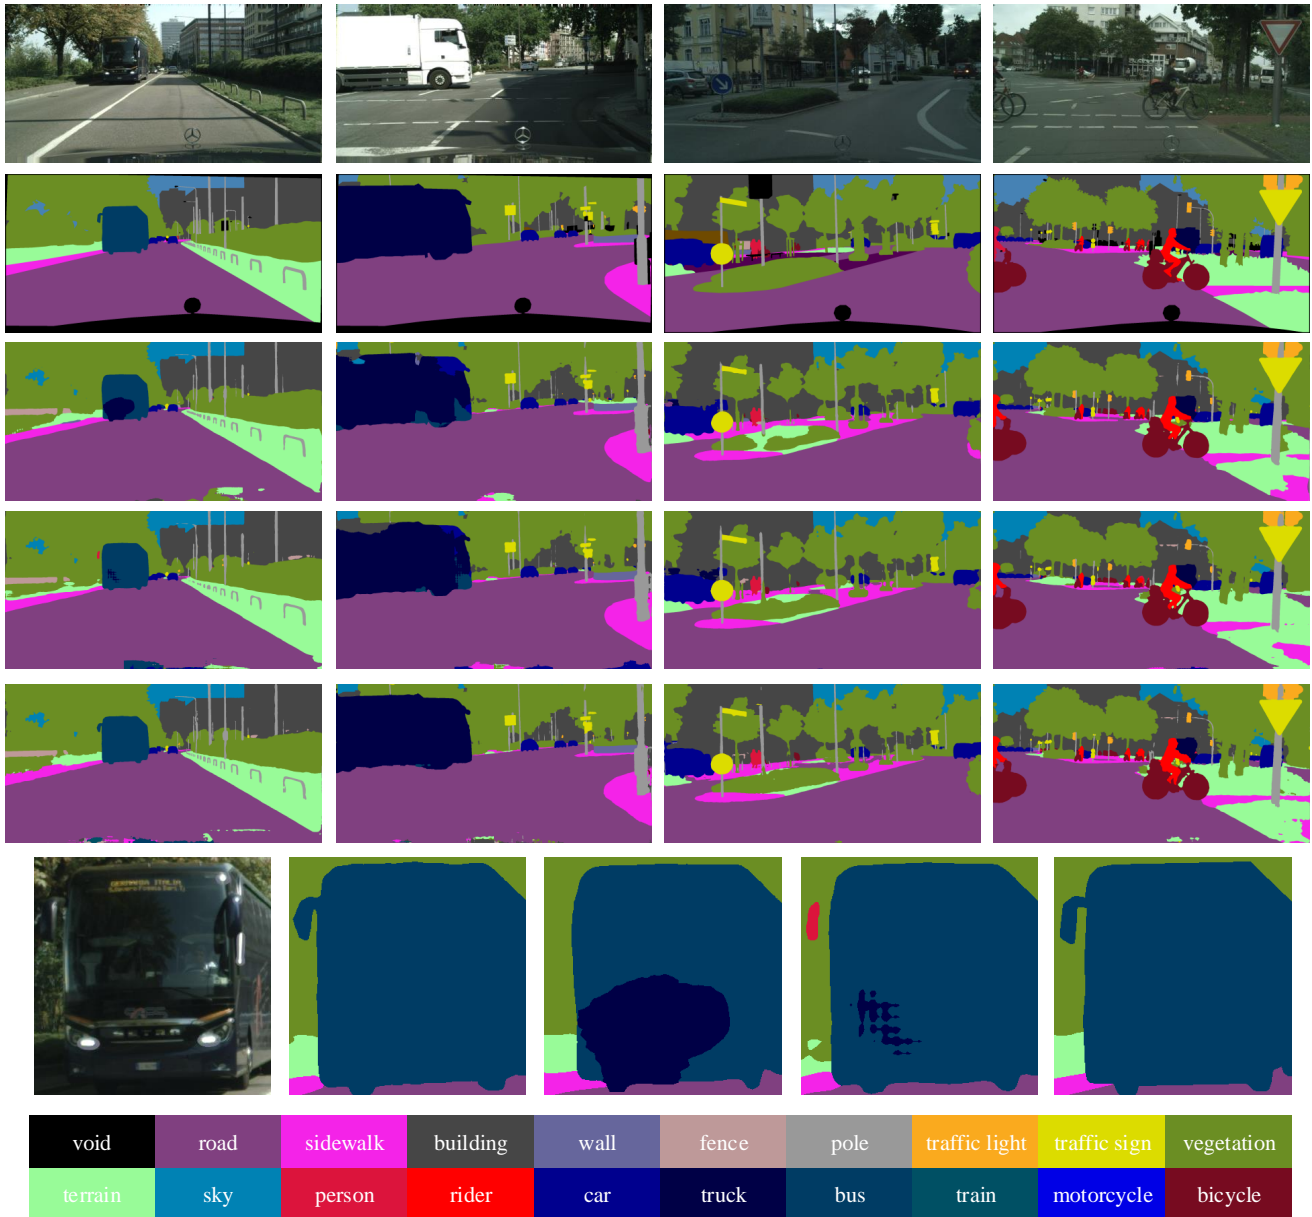 SETRA
void road sidewalk building wall fence pole traffic light traffic sign vegetation
terrain sky person rider car truck bus train motorcycle bicycle